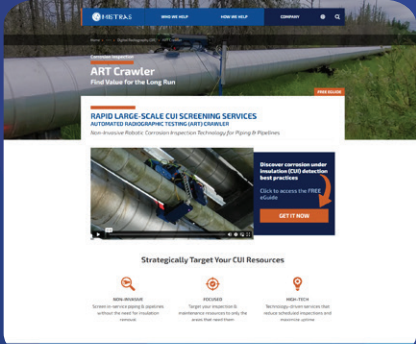 METRAS
WHO WE HELP
HOW WE HELP
COMPANY
Home
Corrosion Inspection
ART Crawler
Find Value for the Long Run
FREE GUIDE
RAPID LARGE-SCALE CUI SCREENING SERVICES
AUTOMATED RADIOGRAPHIC TESTING (ART) CRAWLER
Non-Invasive Robotic Corrosion Inspection Technology for Piping & Pipelines
Discover corrosion under
insulation (CUI) detection
best practices
Click to access the FREE
eGuide
GET IT NOW
Strategically Target Your CUI Resources
NON-INVASIVE
Screen in-service piping & pipelines
without the need for insulation
removal.
FOCUSED
Target your inspection &
maintenance resources to only the
areas that need them
HIGH-TECH
Technology-driven services that
reduce scheduled inspections and
maximize uptime